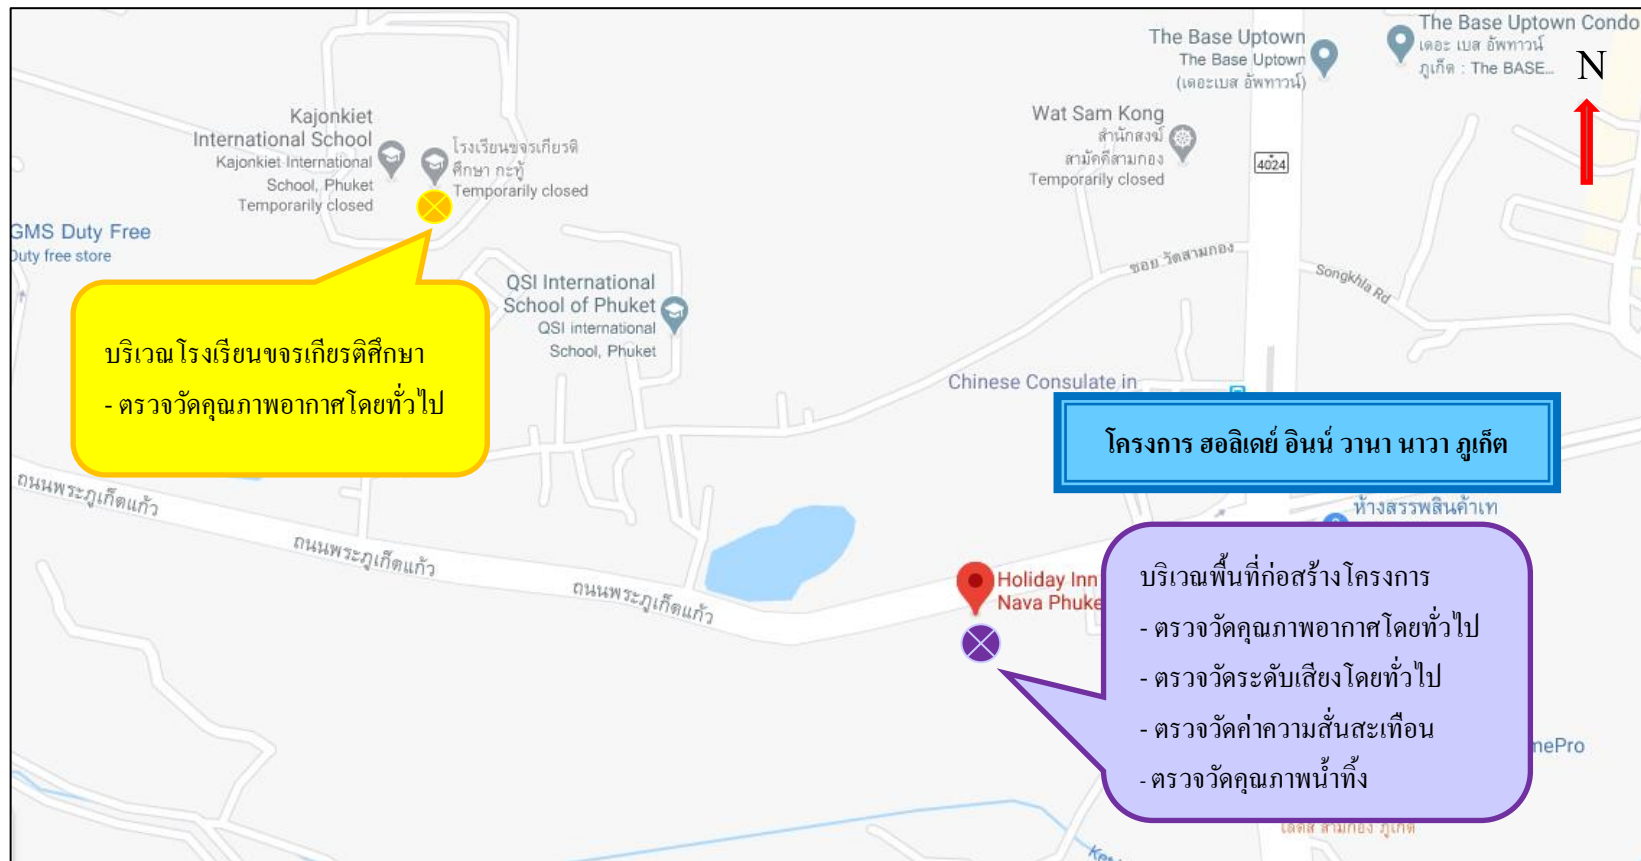 The Base Uptown Condo
เดอะ เบส อัพทาวน์
ภูเก็ต : The BASE...
N
The Base Uptown
The Base Uptown
(เดอะเบส อัพทาวน์)
Kajonkiet
International School
Kajonkiet International
School, Phuket
Temporarily closed
โรงเรียนขจรเกียรติ
ศึกษา กะทู้
Temporarily closed
Wat Sam Kong
สำนักสงฆ์
สามัคคีสามกอง
Temporarily closed
4024
GMS Duty Free
Duty free store
ซอย วัดสามกอง
Songkhla Rd
QSI International
School of Phuket
QSI international
School, Phuket
บริเวณโรงเรียนขจรเกียรติศึกษา
- ตรวจวัดคุณภาพอากาศโดยทั่วไป
Chinese Consulate in
โครงการ ฮอลิเดย์ อินน์ วานา นาวา ภูเก็ต
ห้างสรรพสินค้าเท
ถนนพระภูเก็ตแก้ว
ถนนพระภูเก็ตแก้ว
ถนนพระภูเก็ตแก้ว
Holiday Inn
Nava Phuke
บริเวณพื้นที่ก่อสร้างโครงการ
- ตรวจวัดคุณภาพอากาศโดยทั่วไป
- ตรวจวัดระดับเสียงโดยทั่วไป
- ตรวจวัดค่าความสั่นสะเทือน
- ตรวจวัดคุณภาพน้ำทิ้ง
mePro
สามกอง ภูเก็ต